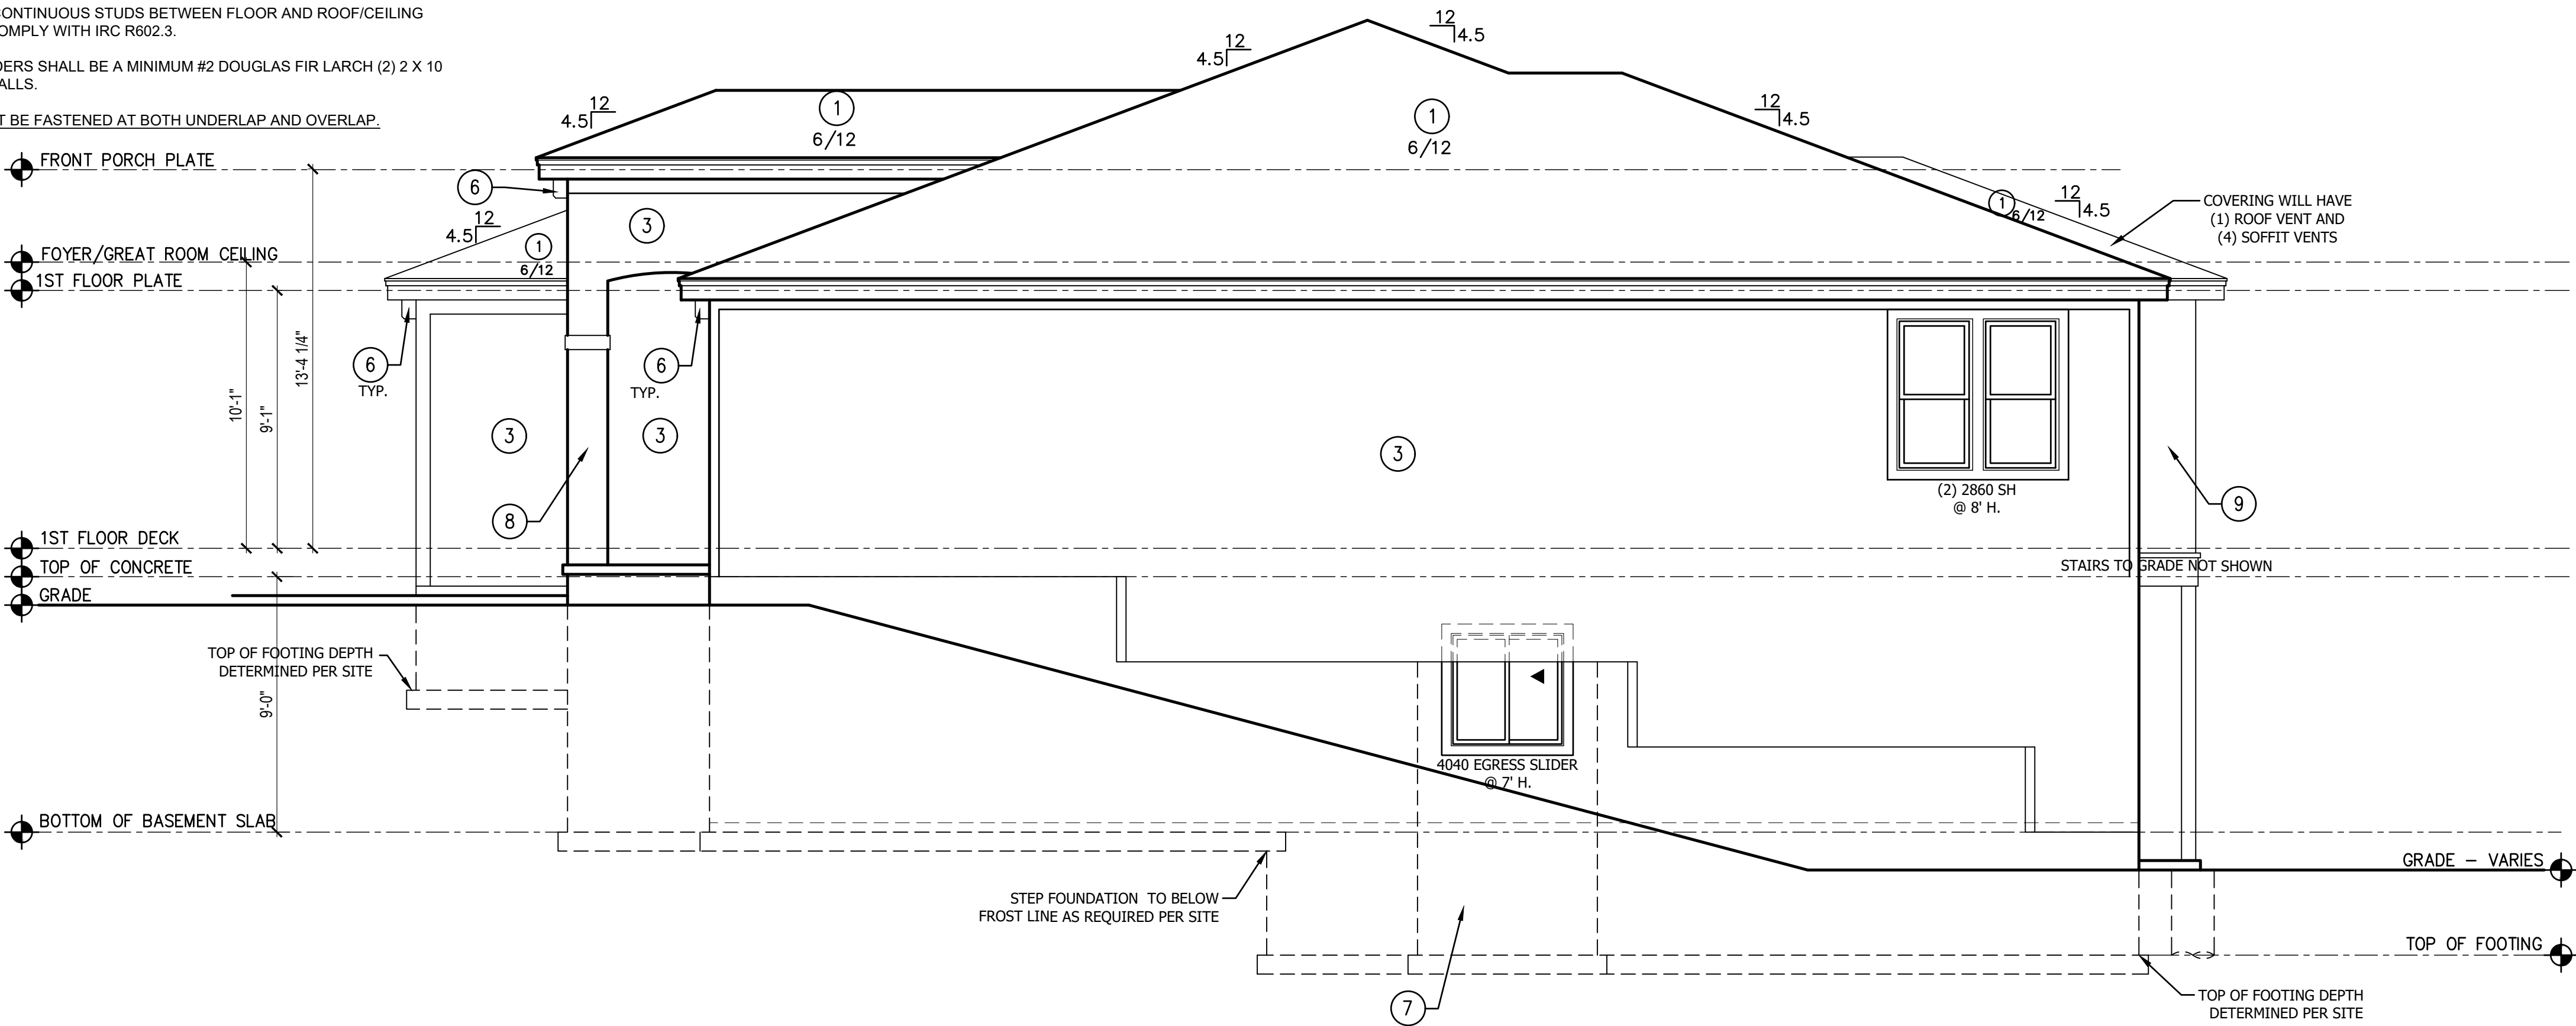 CONTINUOUS STUDS BETWEEN FLOOR AND ROOF/CEILING
COMPLY WITH IRC R602.3.
DERS SHALL BE A MINIMUM #2 DOUGLAS FIR LARCH (2) 2 X 10
ALLS.
T BE FASTENED AT BOTH UNDERLAP AND OVERLAP.
12
4.5
12
4.5
12
4.5
12
4.5
12
4.5
12
4.5
1
6/12
1
6/12
1
6/12
1
6/12
FRONT PORCH PLATE
FOYER/GREAT ROOM CEILING
1ST FLOOR PLATE
6
3
COVERING WILL HAVE
(1) ROOF VENT AND
(4) SOFFIT VENTS
13'-4 1/4"
10'-1"
9'-1"
6
TYP.
6
TYP.
3
3
3
8
(2) 2860 SH
@ 8' H.
9
1ST FLOOR DECK
TOP OF CONCRETE
GRADE
STAIRS TO GRADE NOT SHOWN
TOP OF FOOTING DEPTH
DETERMINED PER SITE
9'-0"
4040 EGRESS SLIDER
@ 7' H.
BOTTOM OF BASEMENT SLAB
GRADE - VARIES
STEP FOUNDATION TO BELOW
FROST LINE AS REQUIRED PER SITE
7
TOP OF FOOTING
TOP OF FOOTING DEPTH
DETERMINED PER SITE